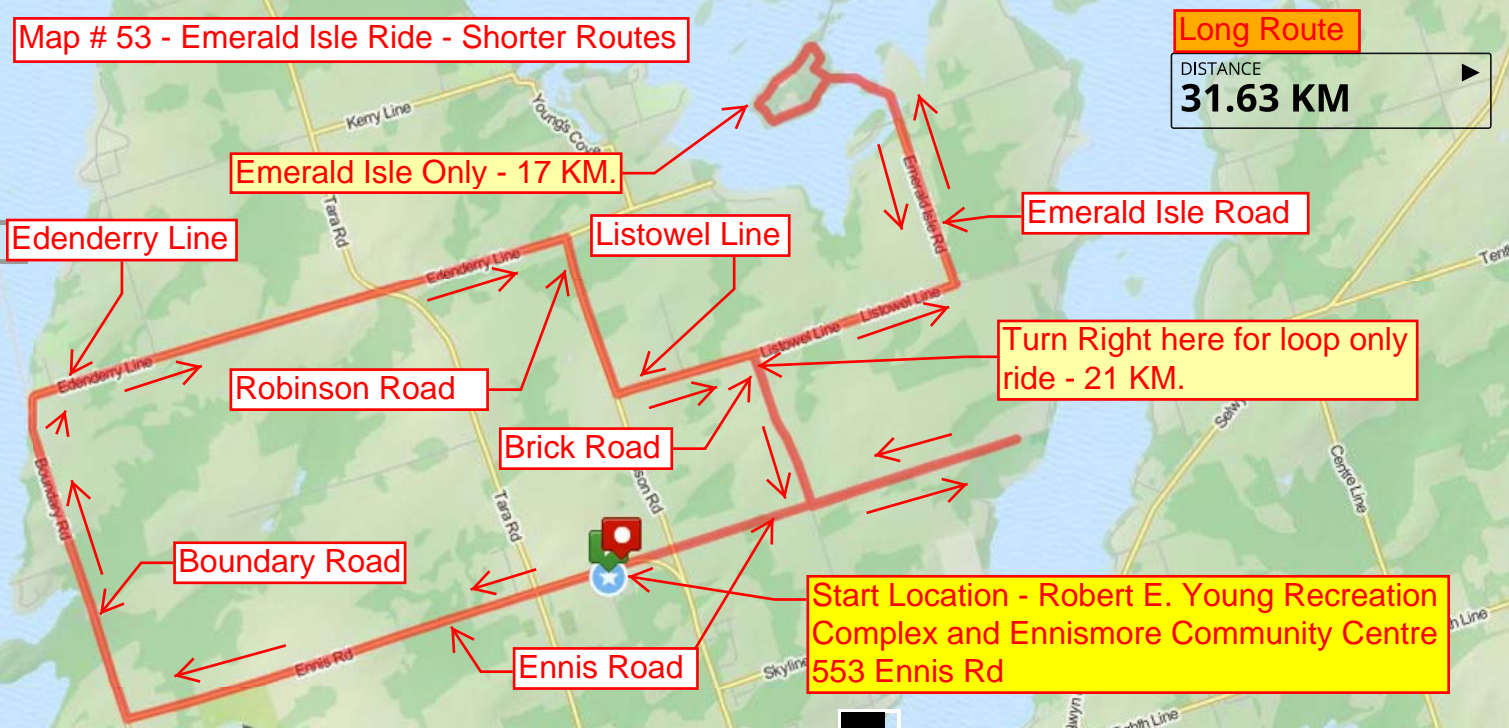 Map # 53 - Emerald Isle Ride - Shorter Routes
Long Route
DISTANCE
31.63 KM
Kerry Line
Young's Cove
Emerald Isle Only - 17 KM.
Emerald Isle Rd
Tara Rd
Emerald Isle Road
Edenderry Line
Listowel Line
Edenderry Line
Listowel Line
Listowel Line
Turn Right here for loop only
ride - 21 KM.
Edenderry Line
Robinson Road
Brick Road
Centre Line
Boundary Rd
Tara Rd
son Rd
Boundary Road
Start Location - Robert E. Young Recreation
Complex and Ennismore Community Centre
553 Ennis Rd
Ennis Rd
Ennis Road
Skyline
Line